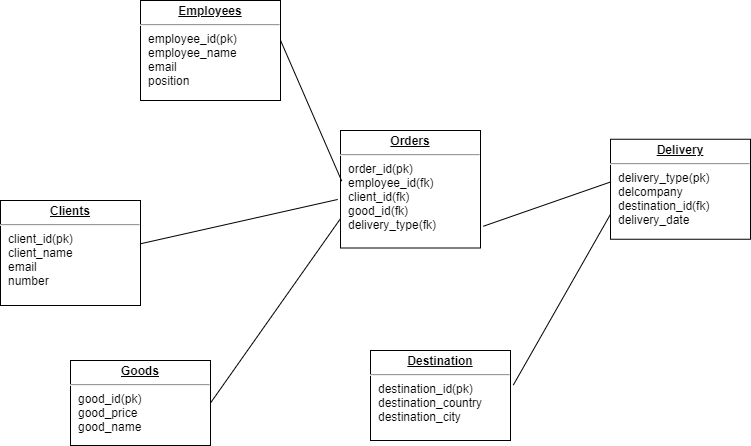 Employees
employee_id(pk)
employee_name
email
position
Orders
order_id(pk)
employee_id(fk)
client_id(fk)
good_id(fk)
delivery_type(fk)
Delivery
delivery_type(pk)
delcompany
destination_id(fk)
delivery_date
Clients
client_id(pk)
client_name
email
number
Goods
good_id(pk)
good_price
good_name
Destination
destination_id(pk)
destination_country
destination_city